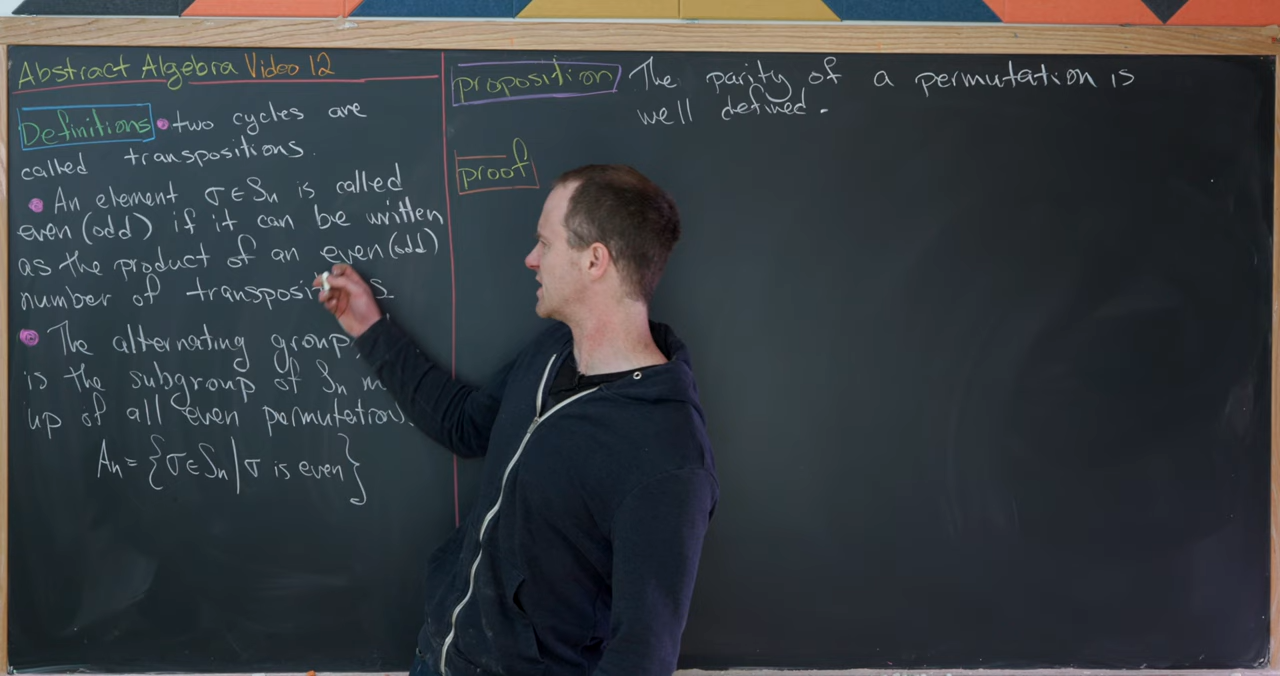 Abstract Algebra Video 12
Definitions • two cycles are
called transpositions.
• An element σ ∈ Sn is called
even (odd) if it can be written
as the product of an even (odd)
number of
• The alternating group
is the subgroup of Sn
up of all even permutations
An = {σ ∈ Sn | σ is even}
proposition The parity of a permutation is
well defined.
proof